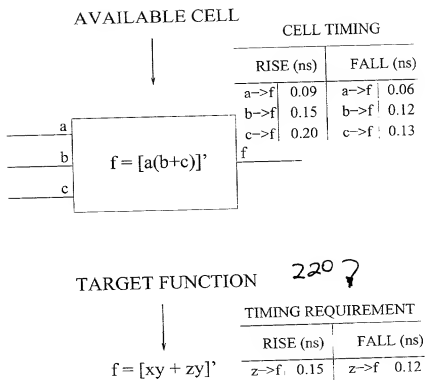 AVAILABLE CELL
CELL TIMING
RISE (ns) FALL (ns)
a->f 0.09 a->f 0.06
b->f 0.15 b->f 0.12
c->f 0.20 c->f 0.13
a
b
c
f = [a(b+c)]'
f
220?
TARGET FUNCTION
TIMING REQUIREMENT
RISE (ns) FALL (ns)
f = [xy + zy]'
z->f 0.15 z->f 0.12